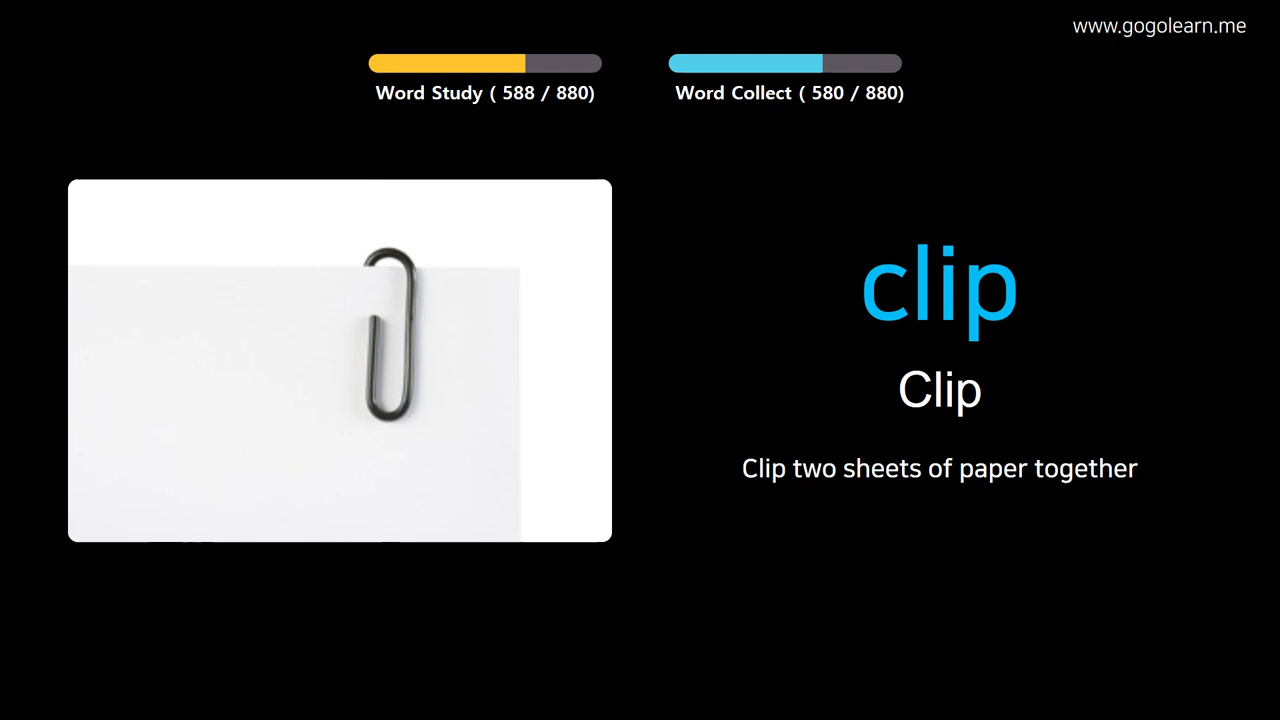 www.gogolearn.me
Word Study ( 588 / 880)
Word Collect ( 580 / 880)
clip
Clip
Clip two sheets of paper together